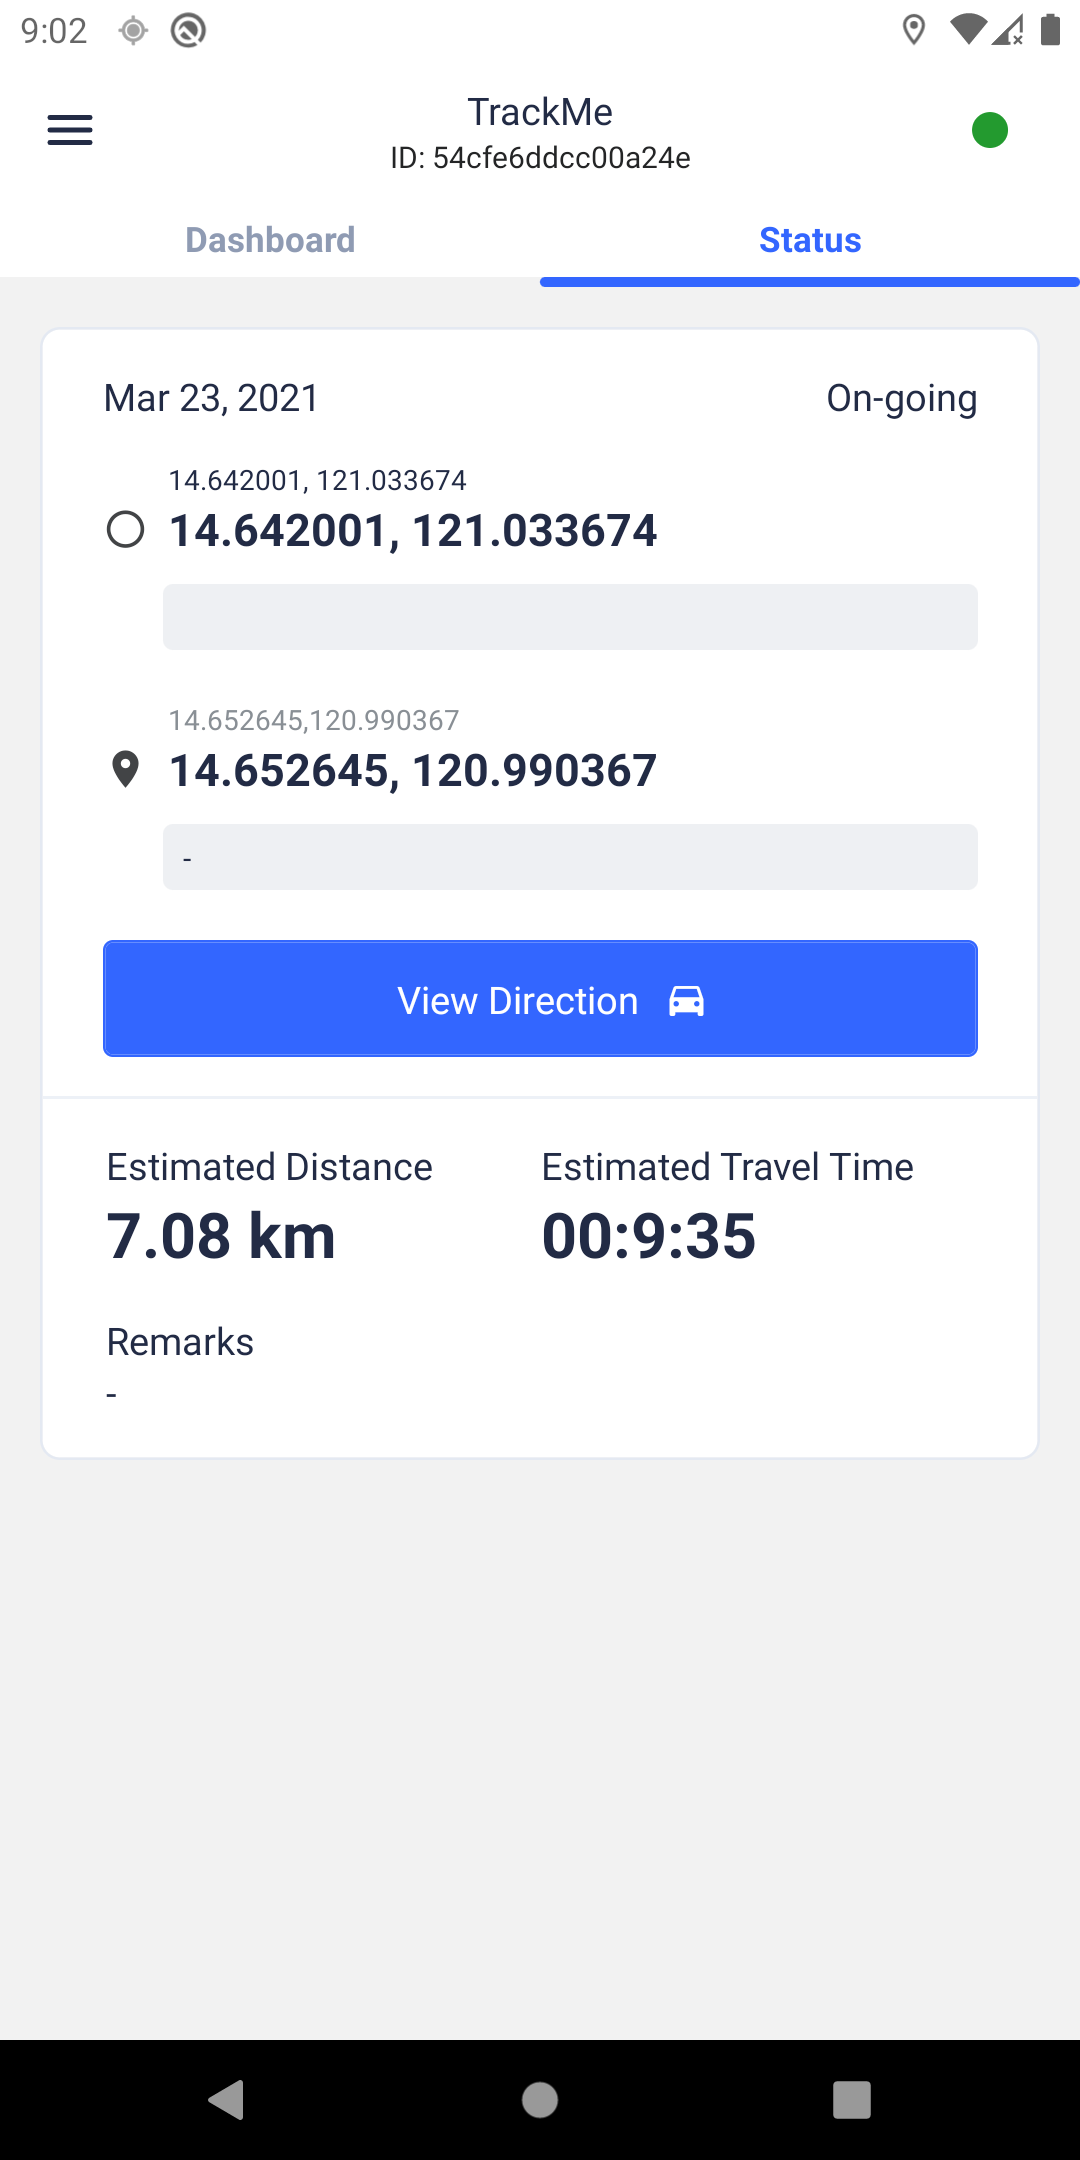 9:02
TrackMe
ID: 54cfe6ddcc00a24e
Dashboard
Status
Mar 23, 2021
On-going
14.642001, 121.033674
14.642001, 121.033674
14.652645,120.990367
14.652645, 120.990367
-
View Direction
Estimated Distance
Estimated Travel Time
7.08 km
00:9:35
Remarks
-